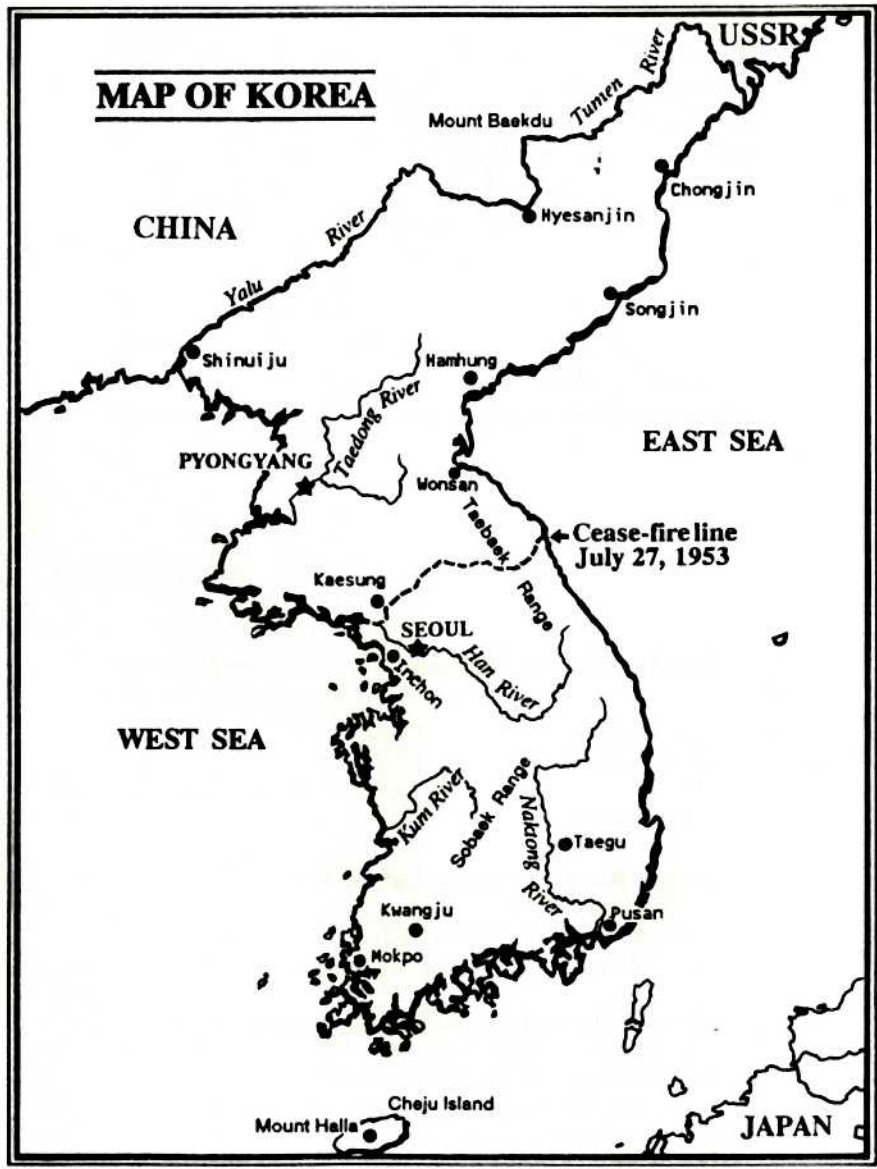 USSR
MAP OF KOREA
Tumen River
Mount Baekdu
Chongjin
Hyesanjin
CHINA
Yalu River
Songjin
Shinuiju
Hamhung
Taedong River
EAST SEA
PYONGYANG
Wonsan
Taebaek Range
Cease-fire line
July 27, 1953
Kaesung
SEOUL
Han River
Inchon
WEST SEA
Kum River
Sobaek Range
Naktong River
Taegu
Kwangju
Pusan
Mokpo
Cheju Island
Mount Halla
JAPAN